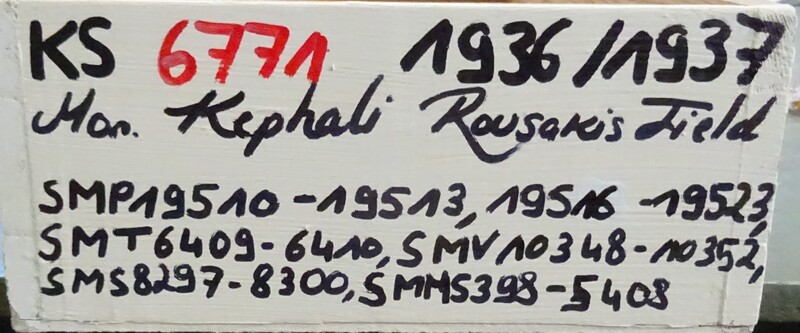 KS 6771 1936/1937
Mon. Kephali Rousakis Field
SMP19510-19513, 19516-19523,
SMT6409-6410, SMV10348-10352,
SMS8297-8300, SMM5398-5408